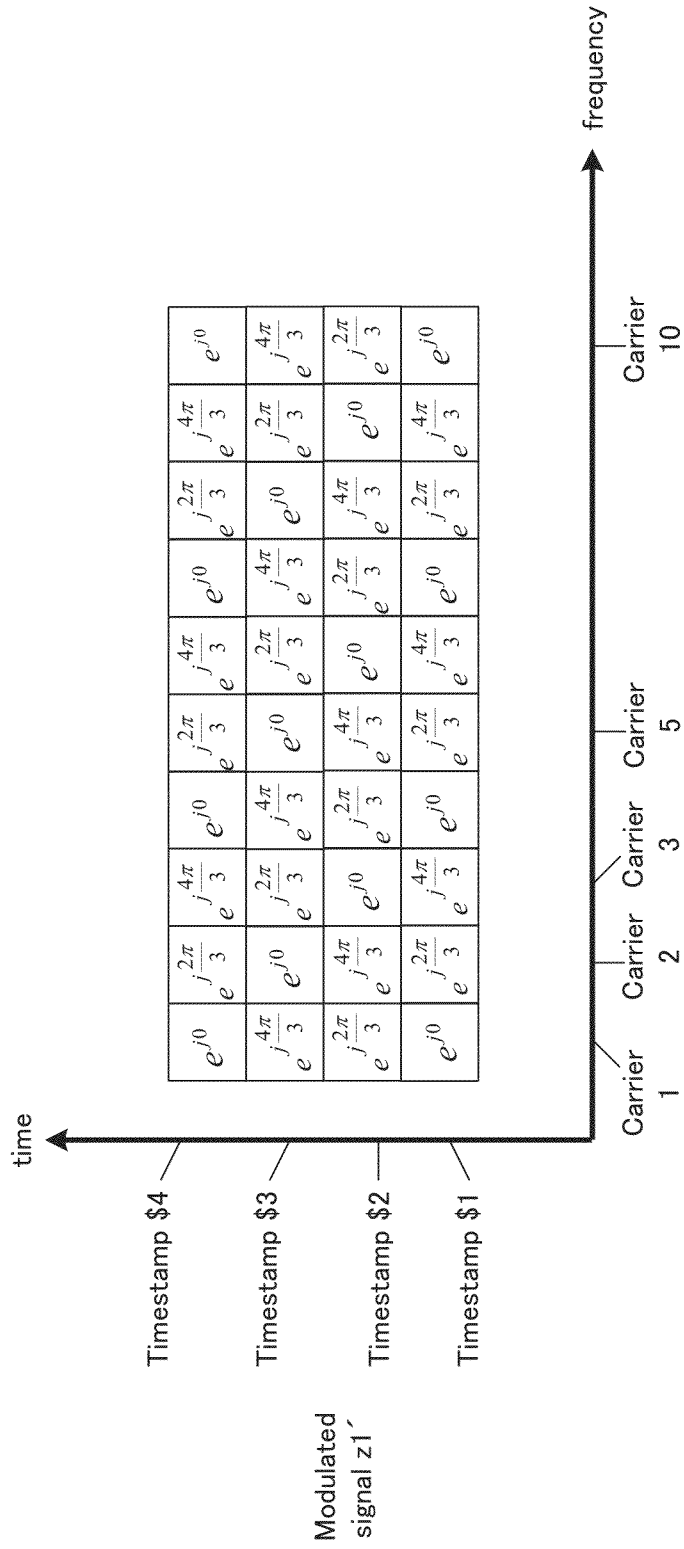 time
Modulated
signal z1´
Timestamp $4 e^{j0} e^{j2π/3} e^{j4π/3} e^{j0} e^{j2π/3} e^{j4π/3} e^{j0} e^{j2π/3} e^{j4π/3} e^{j0}
Timestamp $3 e^{j4π/3} e^{j0} e^{j2π/3} e^{j4π/3} e^{j0} e^{j2π/3} e^{j4π/3} e^{j0} e^{j2π/3} e^{j4π/3}
Timestamp $2 e^{j2π/3} e^{j4π/3} e^{j0} e^{j2π/3} e^{j4π/3} e^{j0} e^{j2π/3} e^{j4π/3} e^{j0} e^{j2π/3}
Timestamp $1 e^{j0} e^{j2π/3} e^{j4π/3} e^{j0} e^{j2π/3} e^{j4π/3} e^{j0} e^{j2π/3} e^{j4π/3} e^{j0}
frequency
Carrier 1
Carrier 2
Carrier 3
Carrier 5
Carrier 10